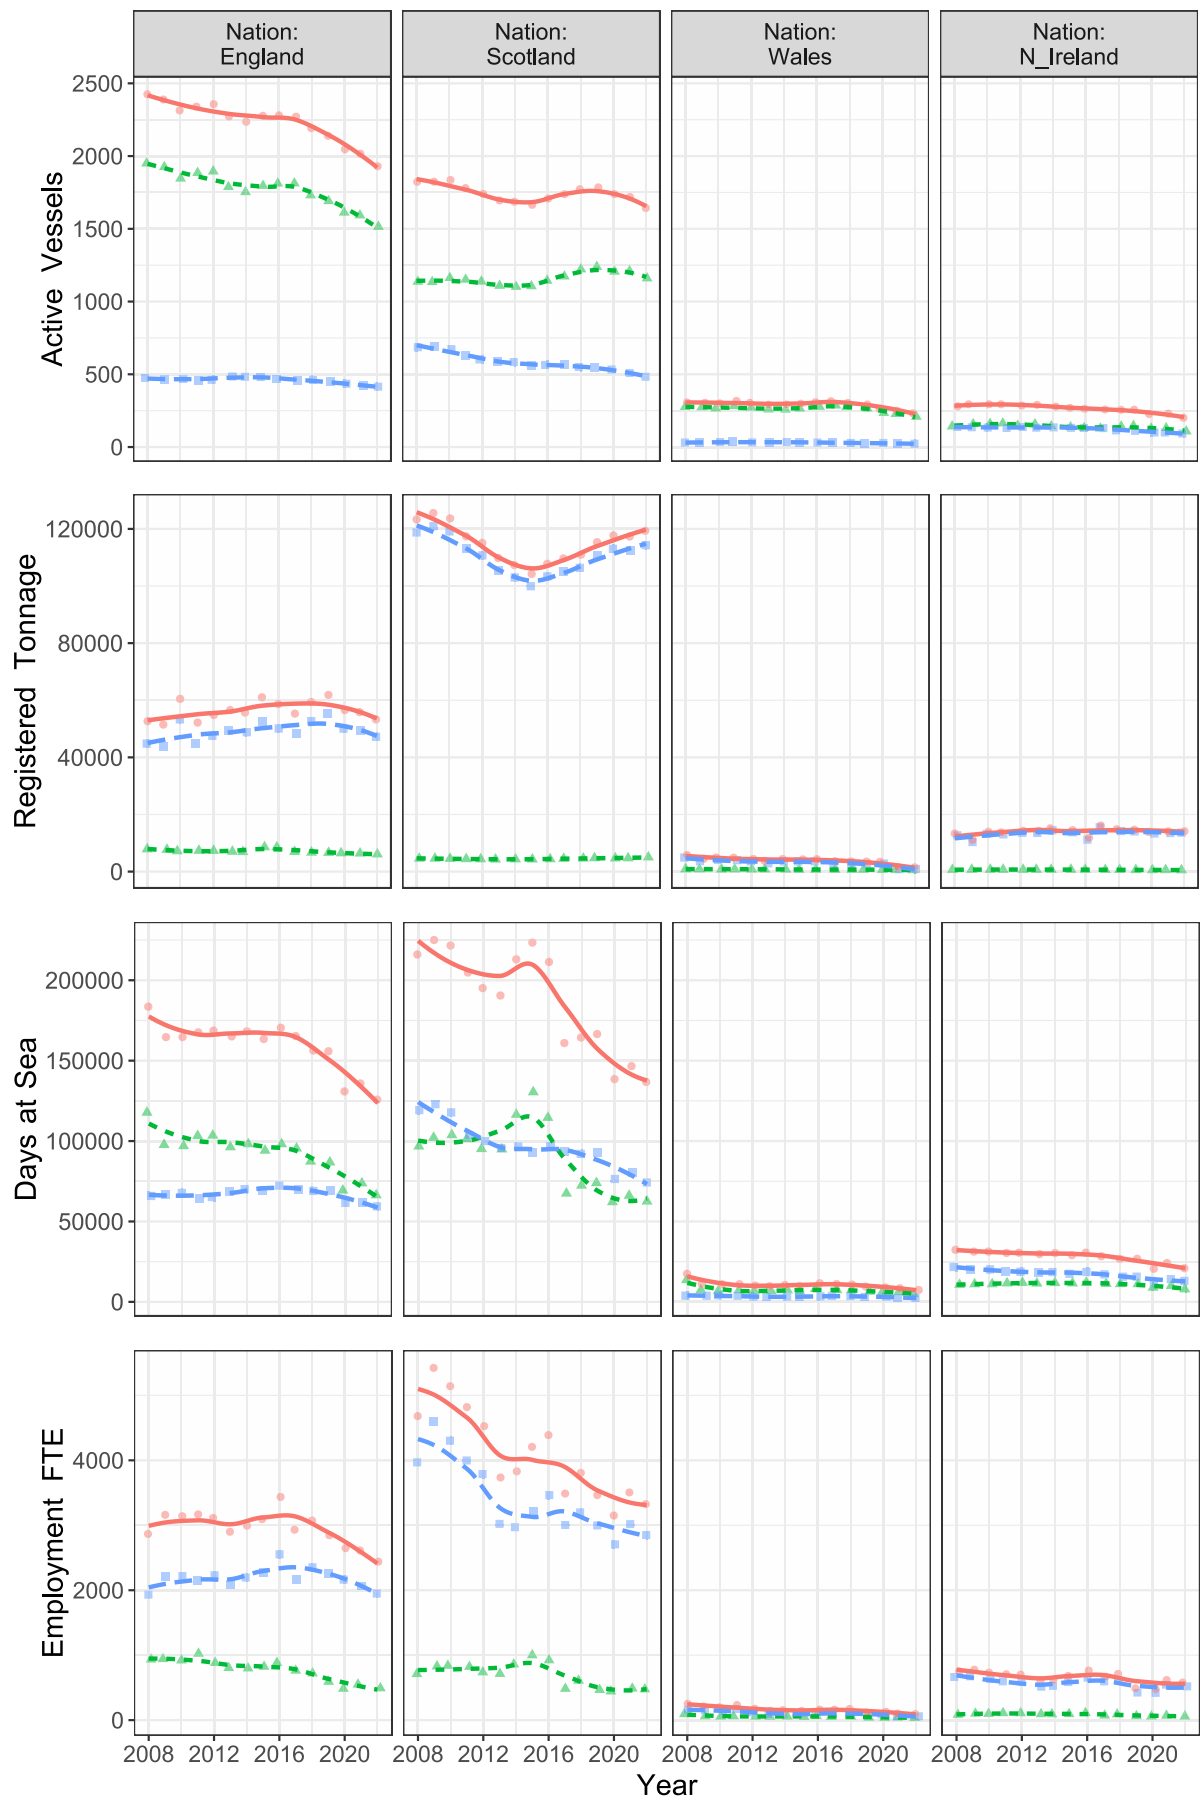 Nation:
England
Nation:
Scotland
Nation:
Wales
Nation:
N_Ireland
Active Vessels
2500
2000
1500
1000
500
0
Registered Tonnage
120000
80000
40000
0
Days at Sea
200000
150000
100000
50000
0
Employment FTE
4000
2000
0
2008 2012 2016 2020
2008 2012 2016 2020
2008 2012 2016 2020
2008 2012 2016 2020
Year